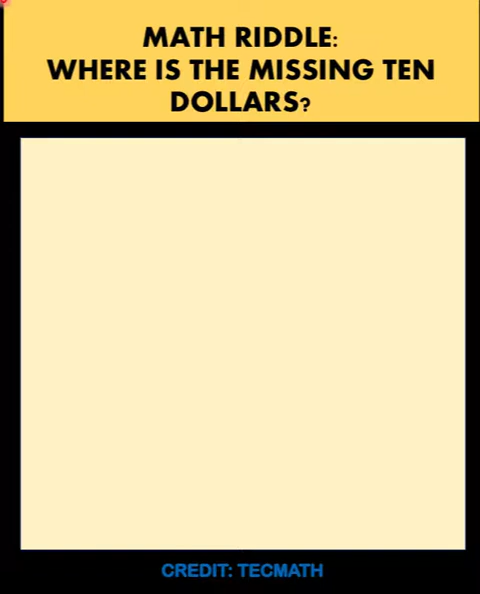 MATH RIDDLE:
WHERE IS THE MISSING TEN
DOLLARS?
CREDIT: TECMATH